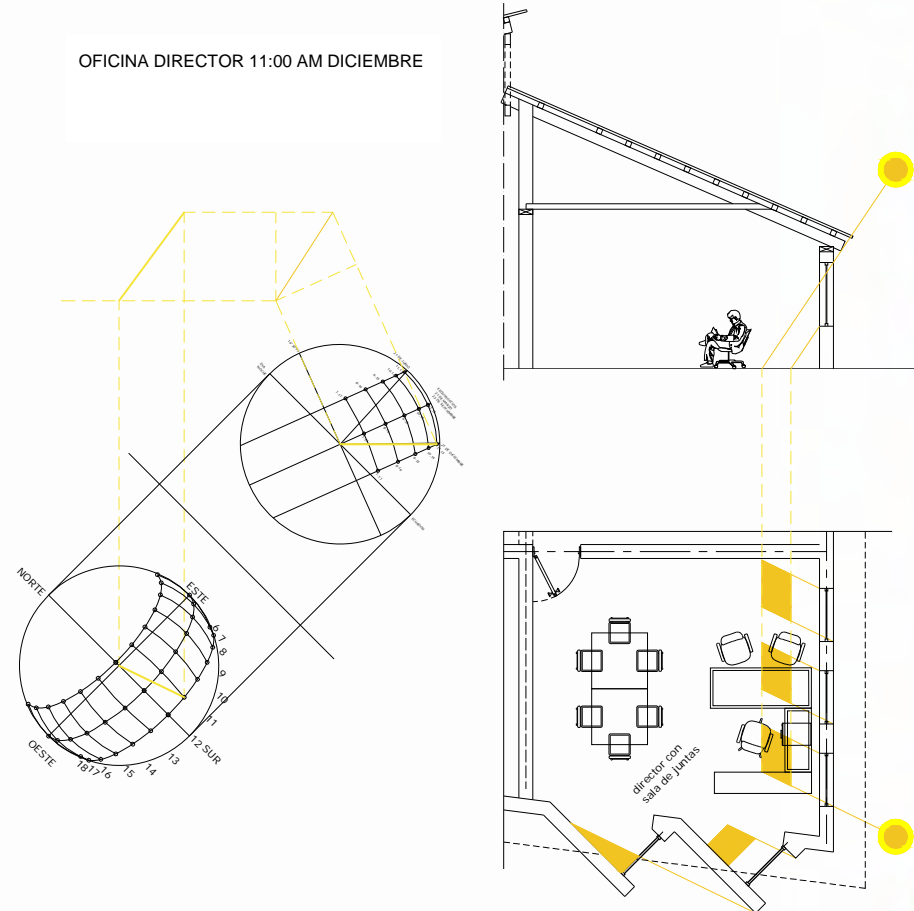 OFICINA DIRECTOR 11:00 AM DICIEMBRE
NORTE
ESTE
6
7
8
9
10
11
12 SUR
13
14
15
16
17
18
OESTE
director con
sala de juntas